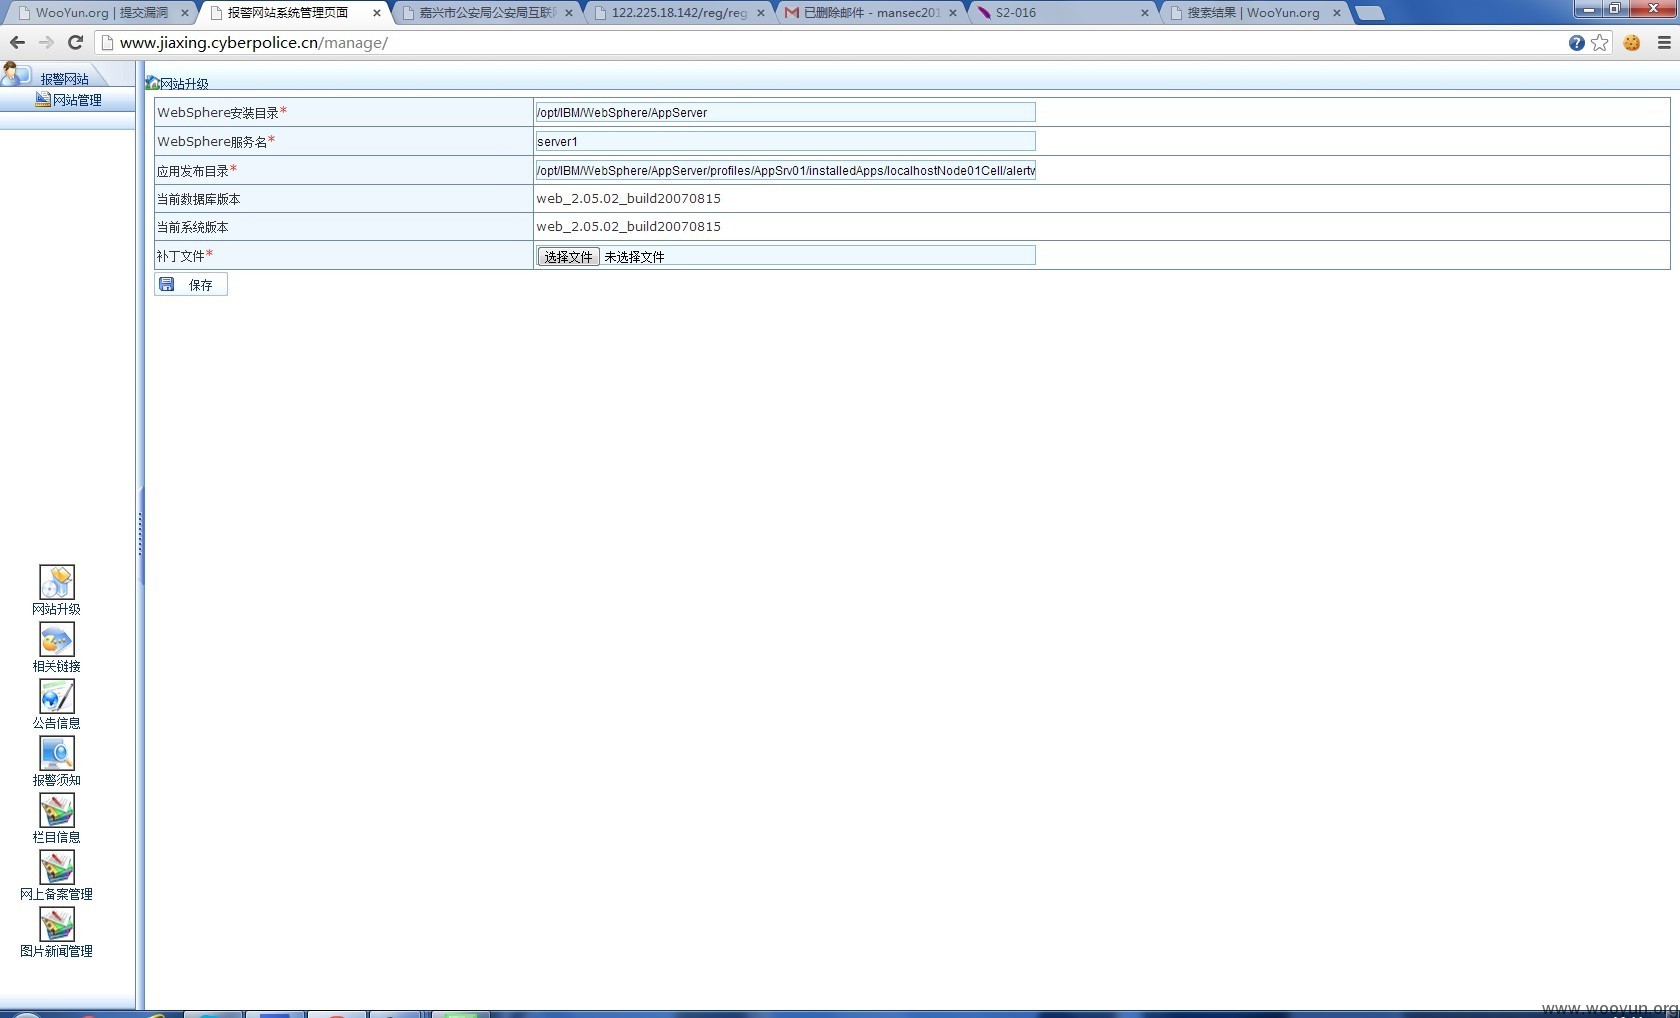 WooYun.org | 提交漏洞
报警网站系统管理页面
嘉兴市公安局公安局互联
122.225.18.142/reg/reg
已删除邮件 - mansec201
S2-016
搜索结果 | WooYun.org
www.jiaxing.cyberpolice.cn/manage/
报警网站
网站管理
网站升级
WebSphere安装目录* /opt/IBM/WebSphere/AppServer
WebSphere服务名* server1
应用发布目录* /opt/IBM/WebSphere/AppServer/profiles/AppSrv01/installedApps/localhostNode01Cell/alertw
当前数据库版本 web_2.05.02_build20070815
当前系统版本 web_2.05.02_build20070815
补丁文件* 选择文件 未选择文件
保存
网站升级
相关链接
公告信息
报警须知
栏目信息
网上备案管理
图片新闻管理
www.wooyun.org